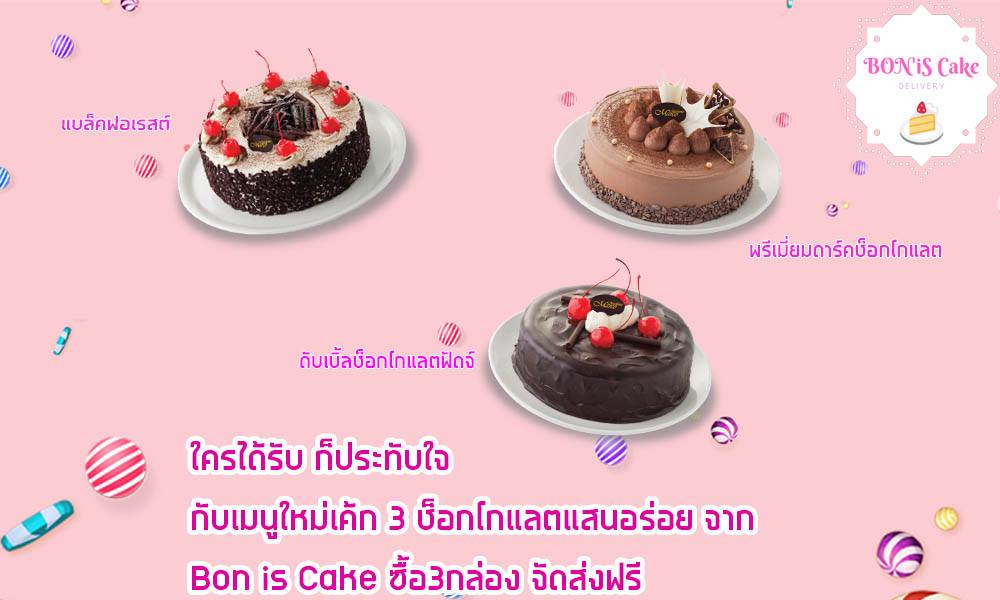 BON'iS Cake
DELIVERY
แบล็คฟอเรสต์
พรีเมี่ยมดาร์คช็อกโกแลต
ดับเบิ้ลช็อกโกแลตฟัดจ์
ใครได้รับ ก็ประทับใจ
กับเมนูใหม่เค้ก 3 ช็อกโกแลตแสนอร่อย จาก
Bon is Cake ซื้อ3กล่อง จัดส่งฟรี